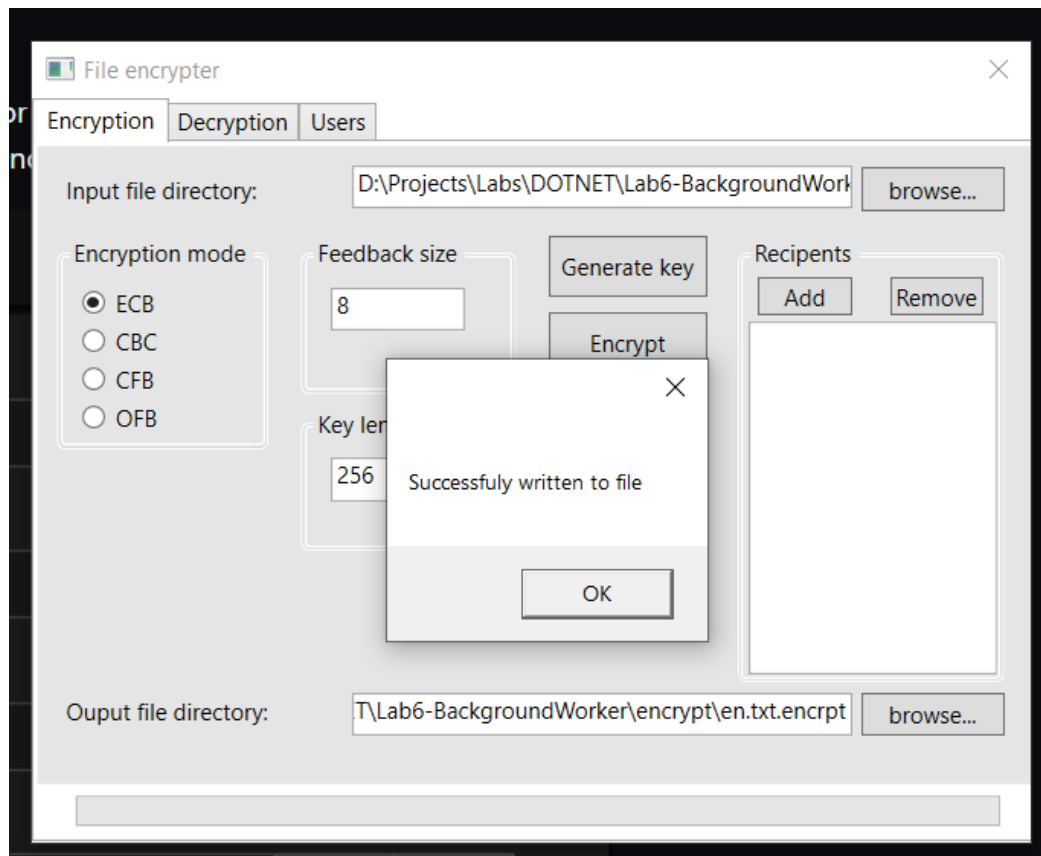 File encrypter
or
Encryption Decryption Users
Input file directory: D:\Projects\Labs\DOTNET\Lab6-BackgroundWork browse...
Encryption mode
ECB
CBC
CFB
OFB
Feedback size
8
Generate key
Encrypt
Recipents
Add Remove
Key len
256
Successfuly written to file
OK
Ouput file directory: T\Lab6-BackgroundWorker\encrypt\en.txt.encrpt browse...